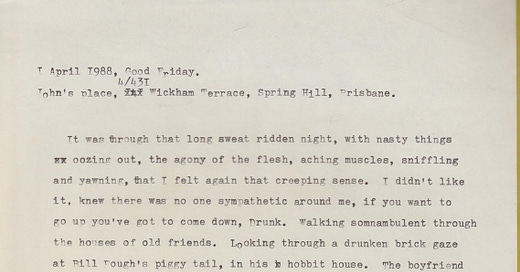 I April I988, Good Friday.
4/43I
John's place, Wickham Terrace, Spring Hill, Brisbane.
It was through that long sweat ridden night, with nasty things
oozing out, the agony of the flesh, aching muscles, sniffling
and yawning, that I felt again that creeping sense. I didn't like
it, knew there was no one sympathetic around me, if you want to
go up you've got to come down, Drunk. Walking somnambulent through
the houses of old friends. Looking through a drunken brick gaze
at Bill Hough's piggy tail, in his hobbit house. The boyfriend